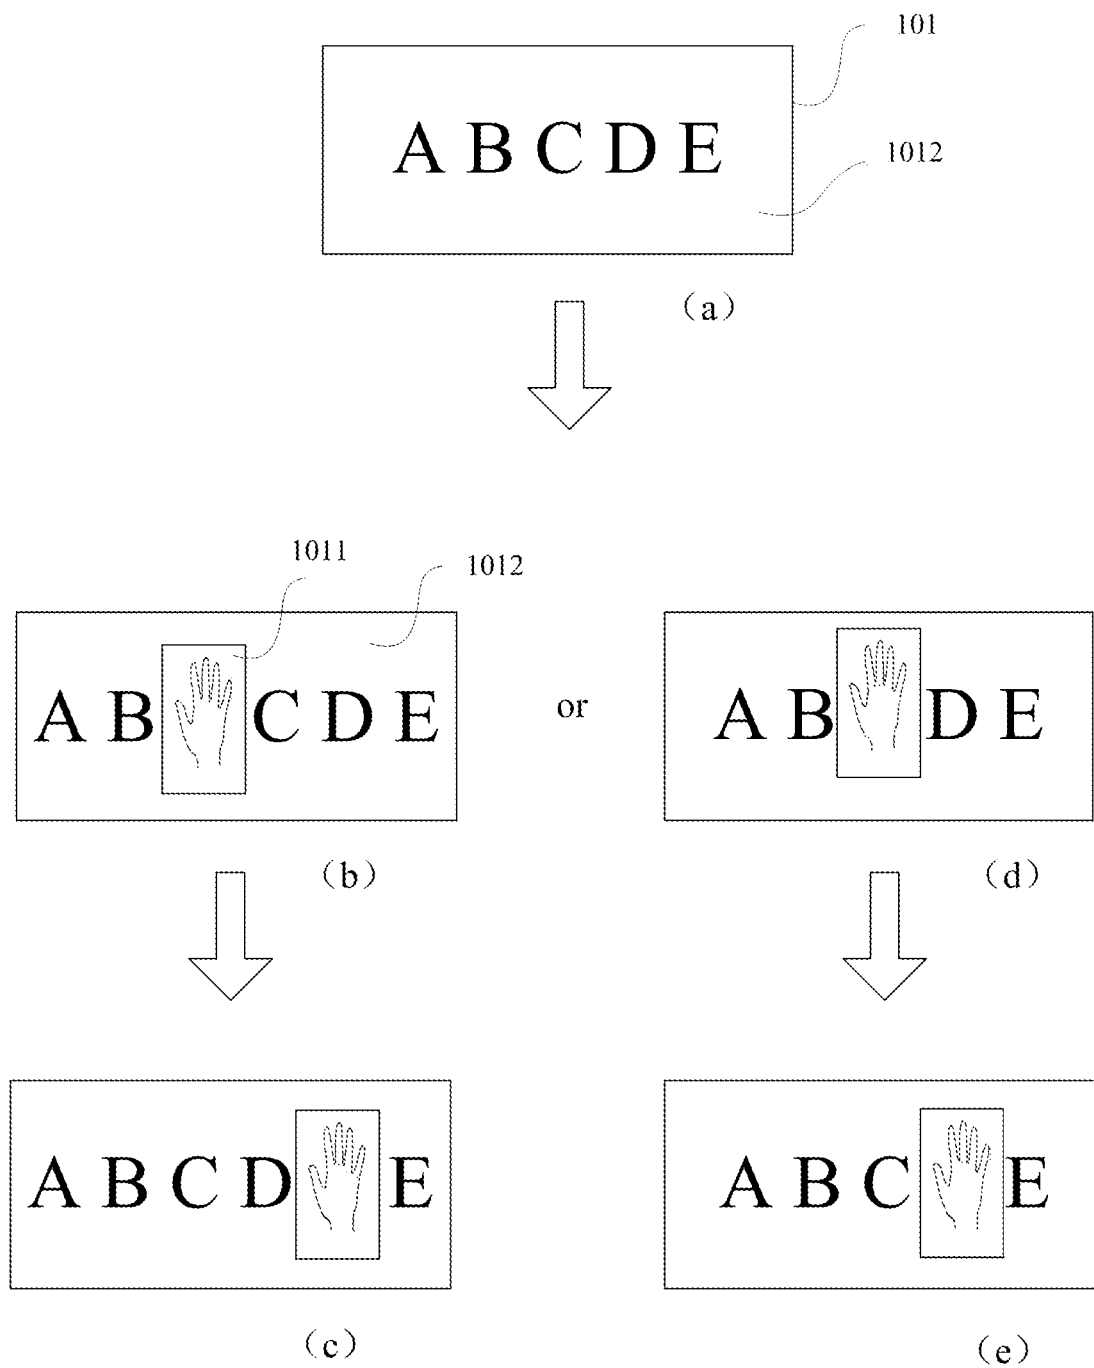 101
A B C D E
1012
（a）
1011
1012
A B C D E
or
A B D E
（b）
（d）
A B C D E
A B C E
（c）
（e）